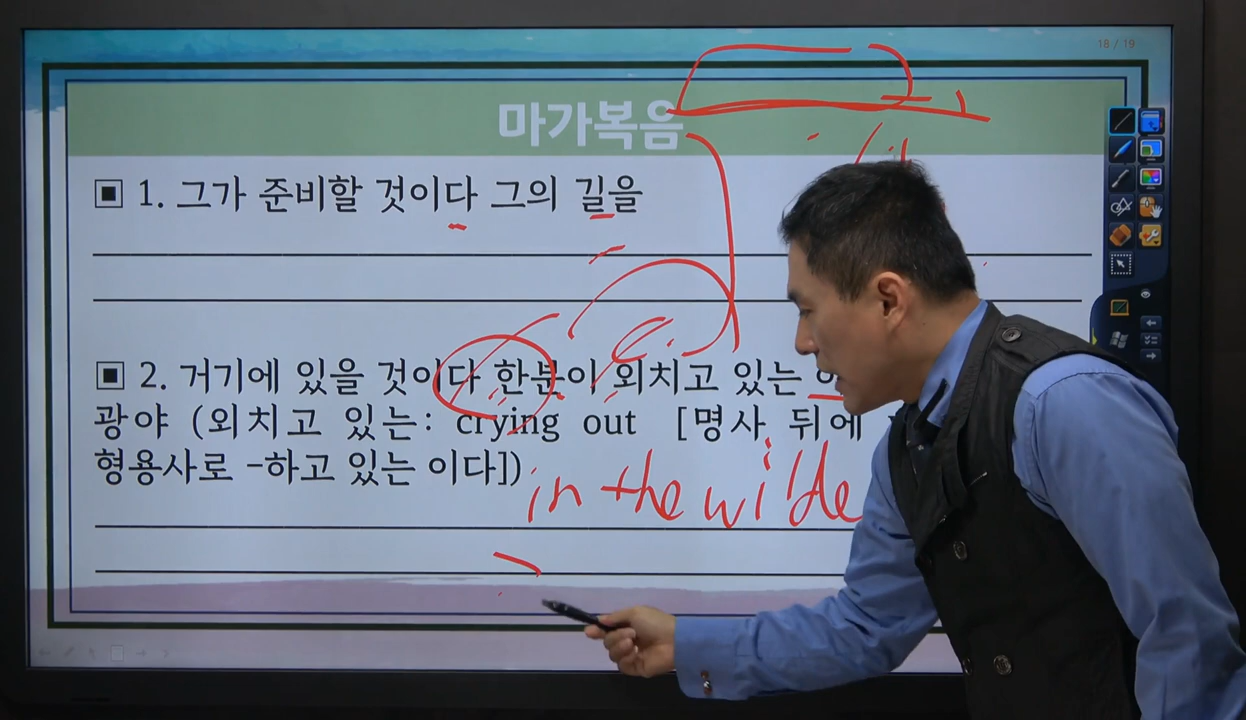 18 / 19
마가복음
▣ 1. 그가 준비할 것이다 그의 길을
▣ 2. 거기에 있을 것이다 한분이 외치고 있는
광야 (외치고 있는: crying out [명사 뒤에
형용사로 -하고 있는 이다])
in the wilde